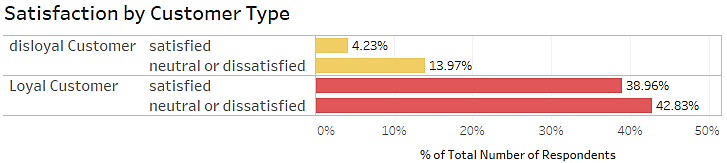 Satisfaction by Customer Type
disloyal Customer satisfied 4.23%
neutral or dissatisfied 13.97%
Loyal Customer satisfied 38.96%
neutral or dissatisfied 42.83%
0% 10% 20% 30% 40% 50%
% of Total Number of Respondents